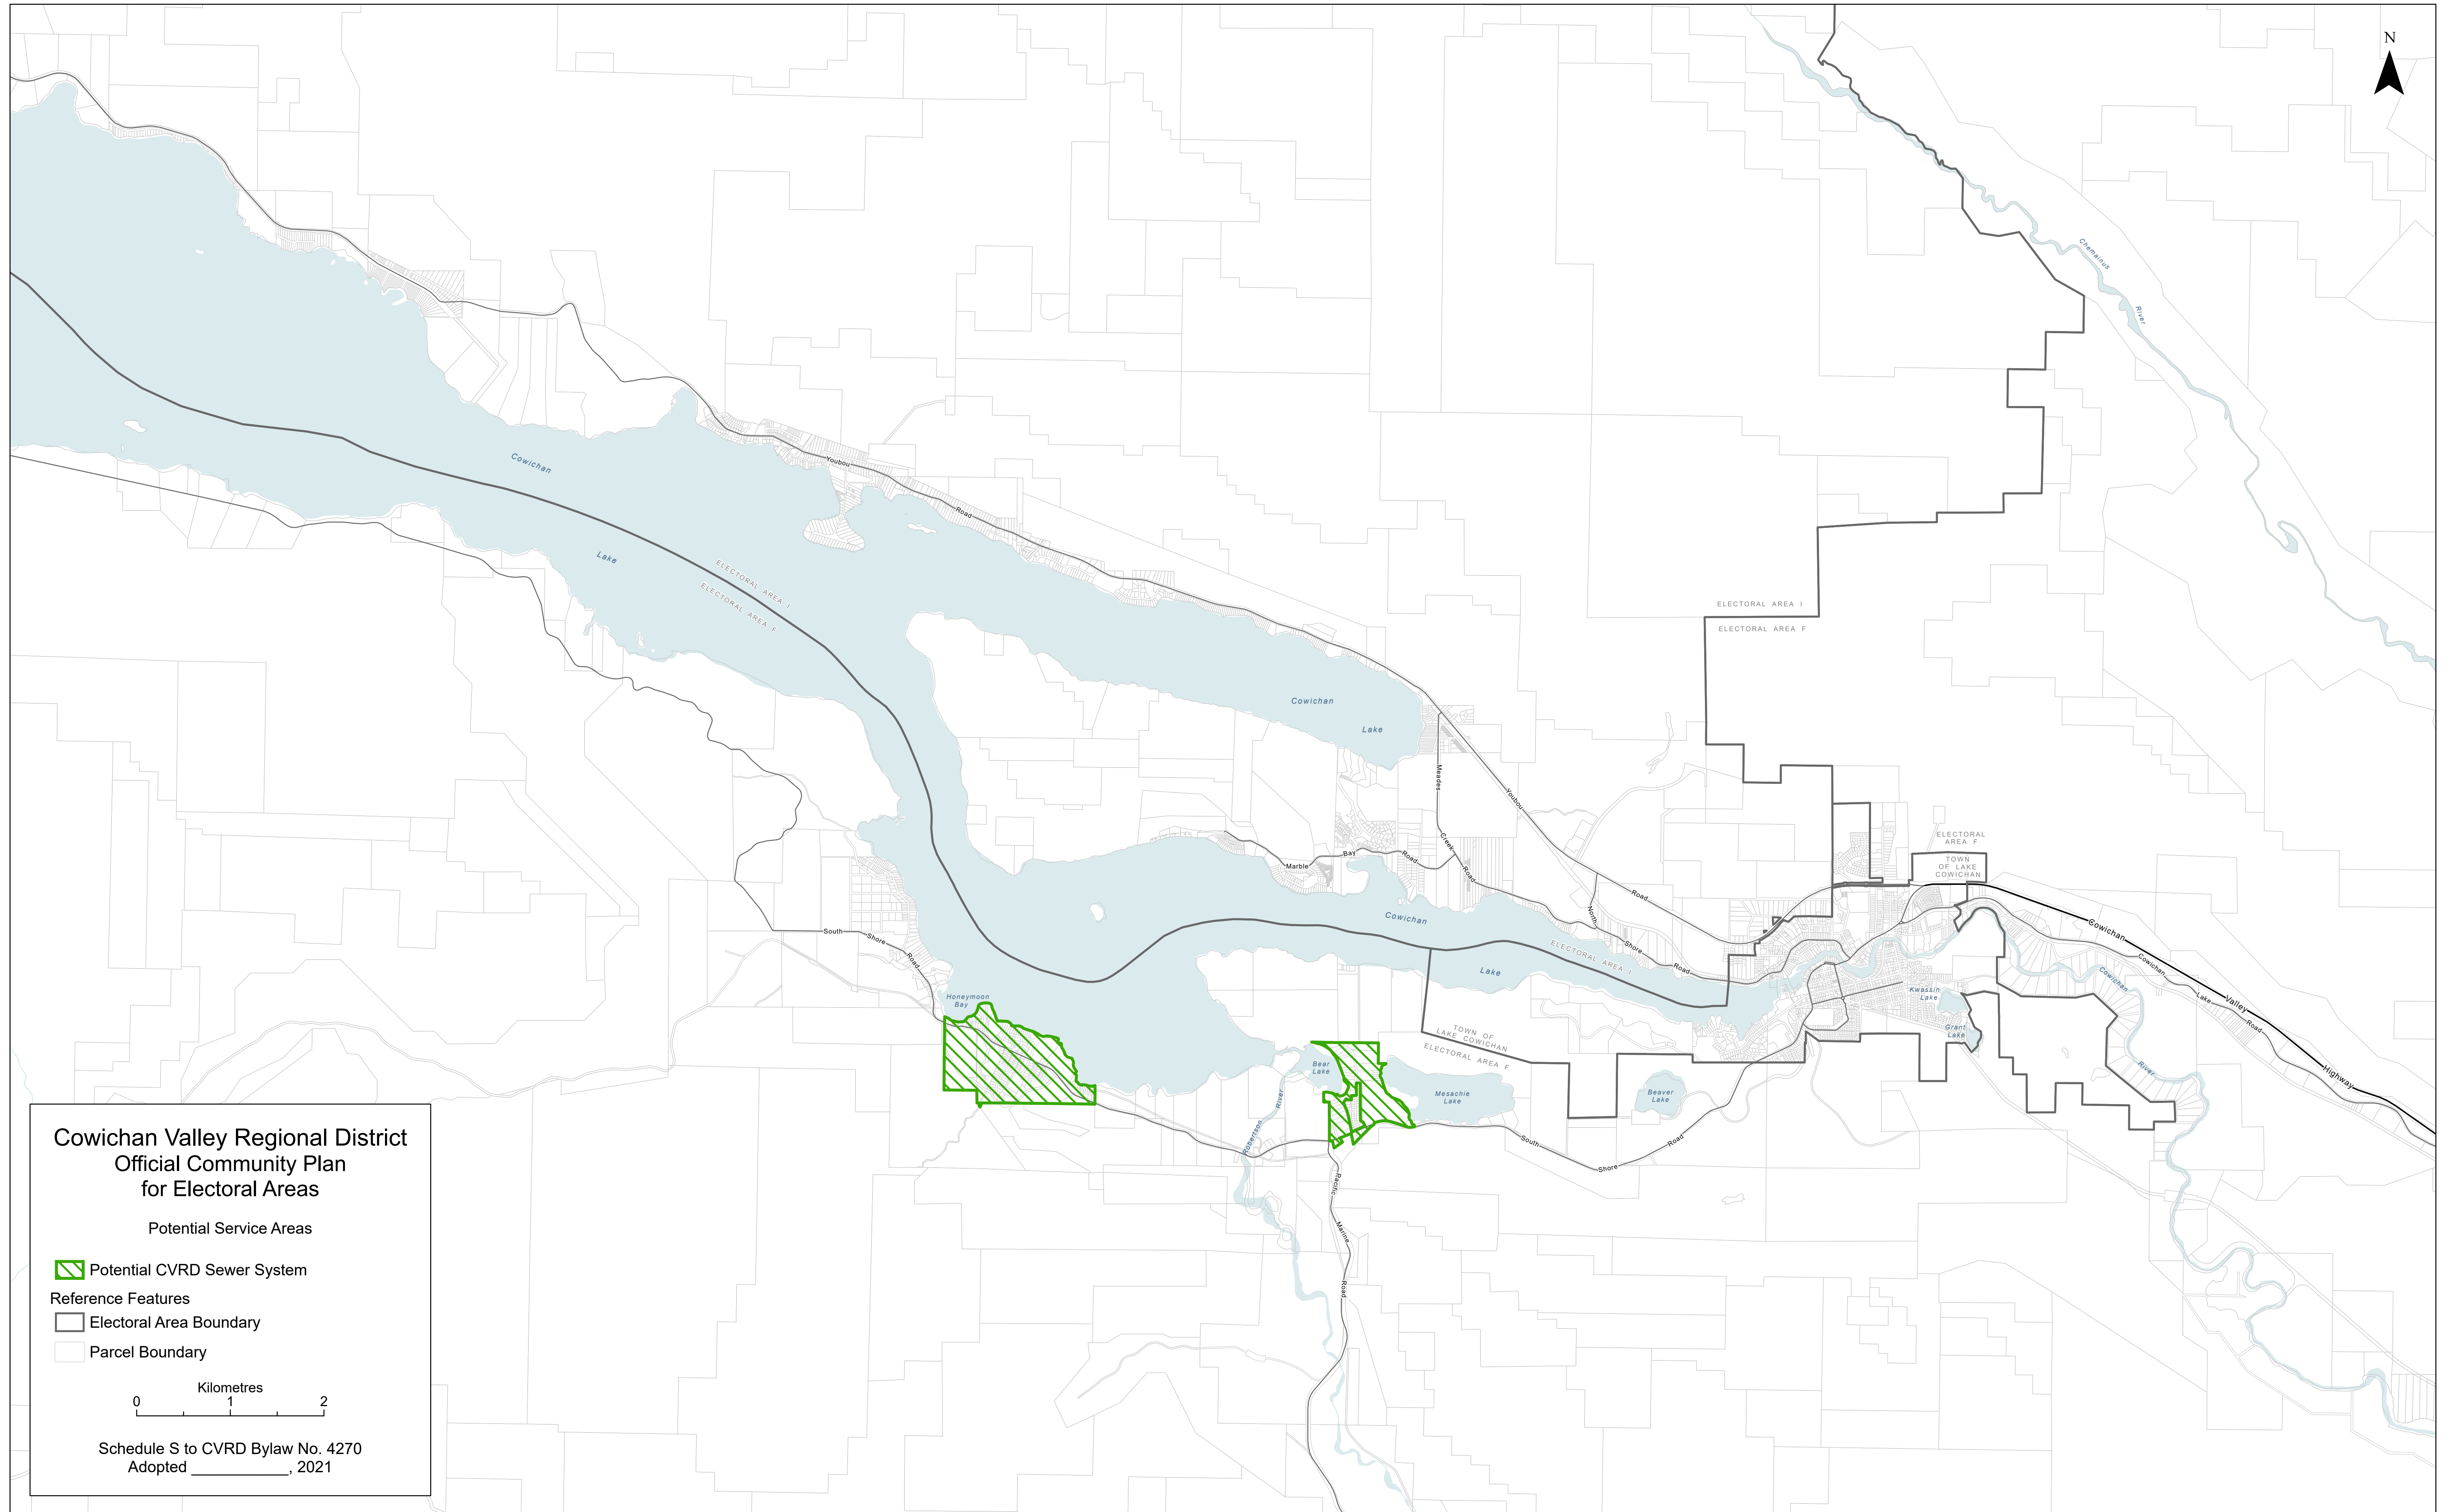 N
Chemainus
River
Cowichan
Youbou
Road
Lake
ELECTORAL AREA I
ELECTORAL AREA F
ELECTORAL AREA I
ELECTORAL AREA F
Cowichan
Lake
Meades
Creek
Road
Youbou
Road
Marble
Bay
Road
North
Shore
Road
Cowichan
Lake
ELECTORAL AREA I
ELECTORAL
AREA F
TOWN
OF LAKE
COWICHAN
Cowichan
Valley
Highway
Cowichan
Lake
Road
Cowichan
River
Kwassin
Lake
Grant
Lake
South
Shore
Road
Honeymoon
Bay
TOWN OF
LAKE COWICHAN
ELECTORAL AREA F
Bear
Lake
Mesachie
Lake
Beaver
Lake
Robertson
River
South
Shore
Road
Pacific
Marine
Road
Cowichan Valley Regional District
Official Community Plan
for Electoral Areas
Potential Service Areas
Potential CVRD Sewer System
Reference Features
Electoral Area Boundary
Parcel Boundary
Kilometres
0 1 2
Schedule S to CVRD Bylaw No. 4270
Adopted ____________, 2021